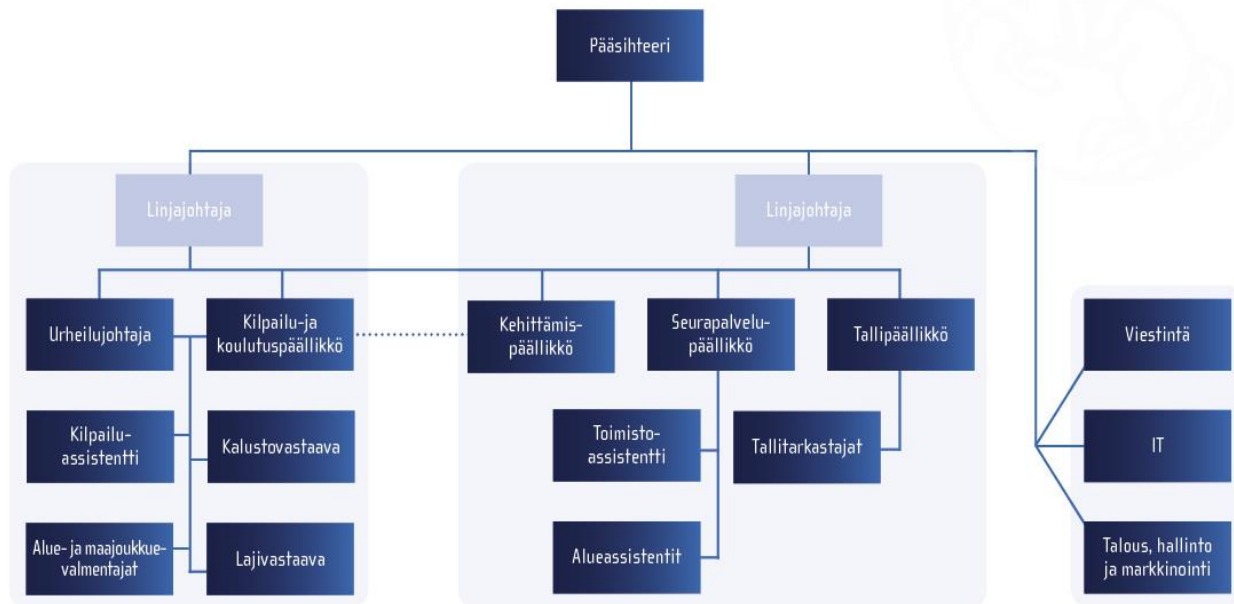 Pääsihteeri
Linjajohtaja
Linjajohtaja
Urheilujohtaja
Kilpailu-ja
koulutuspäällikkö
Kehittämis-
päällikkö
Seurapalvelu-
päällikkö
Tallipäällikkö
Viestintä
Kilpailu-
assistentti
Kalustovastaava
Toimisto-
assistentti
Tallitarkastajat
IT
Alue- ja maajoukkue-
valmentajat
Lajivastaava
Alueassistentit
Talous, hallinto
ja markkinointi